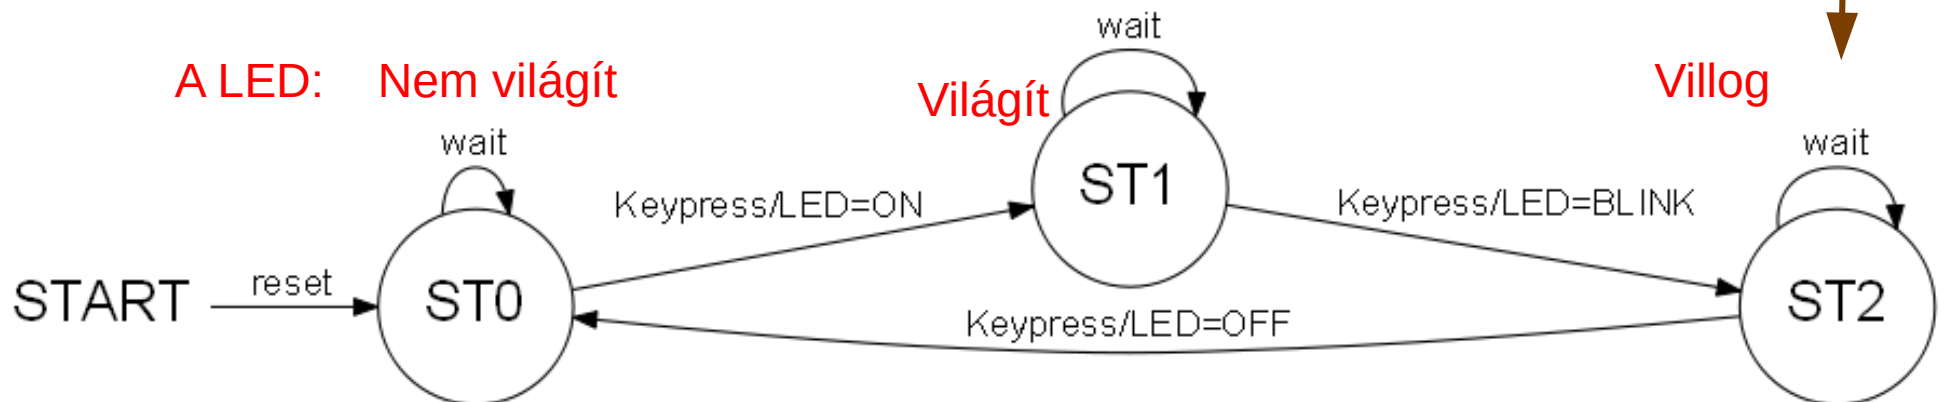 wait
A LED: Nem világít
Világít
Villog
wait
wait
Keypress/LED=ON
ST1
Keypress/LED=BLINK
START
reset
ST0
Keypress/LED=OFF
ST2